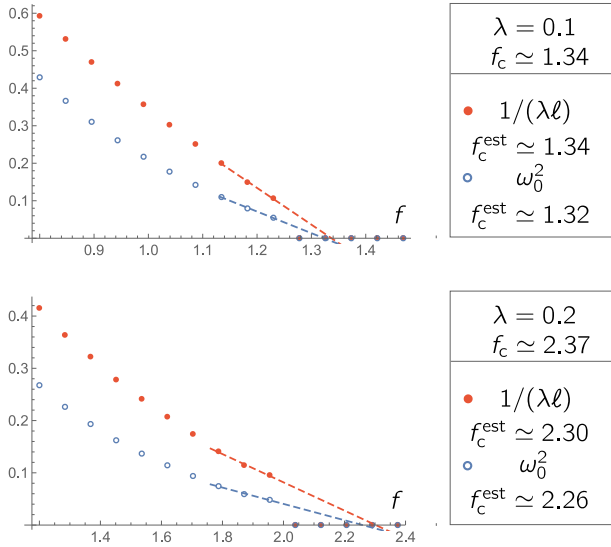 0.6
0.5
0.4
0.3
0.2
0.1
f
0.9 1.0 1.1 1.2 1.3 1.4
λ = 0.1
f_c ≃ 1.34
1/(λℓ)
f_c^est ≃ 1.34
ω_0^2
f_c^est ≃ 1.32
0.4
0.3
0.2
0.1
f
1.4 1.6 1.8 2.0 2.2 2.4
λ = 0.2
f_c ≃ 2.37
1/(λℓ)
f_c^est ≃ 2.30
ω_0^2
f_c^est ≃ 2.26